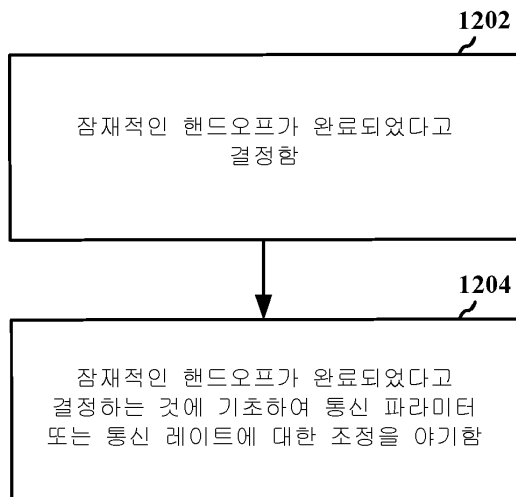 1202
잠재적인 핸드오프가 완료되었다고
결정함
1204
잠재적인 핸드오프가 완료되었다고
결정하는 것에 기초하여 통신 파라미터
또는 통신 레이트에 대한 조정을 야기함